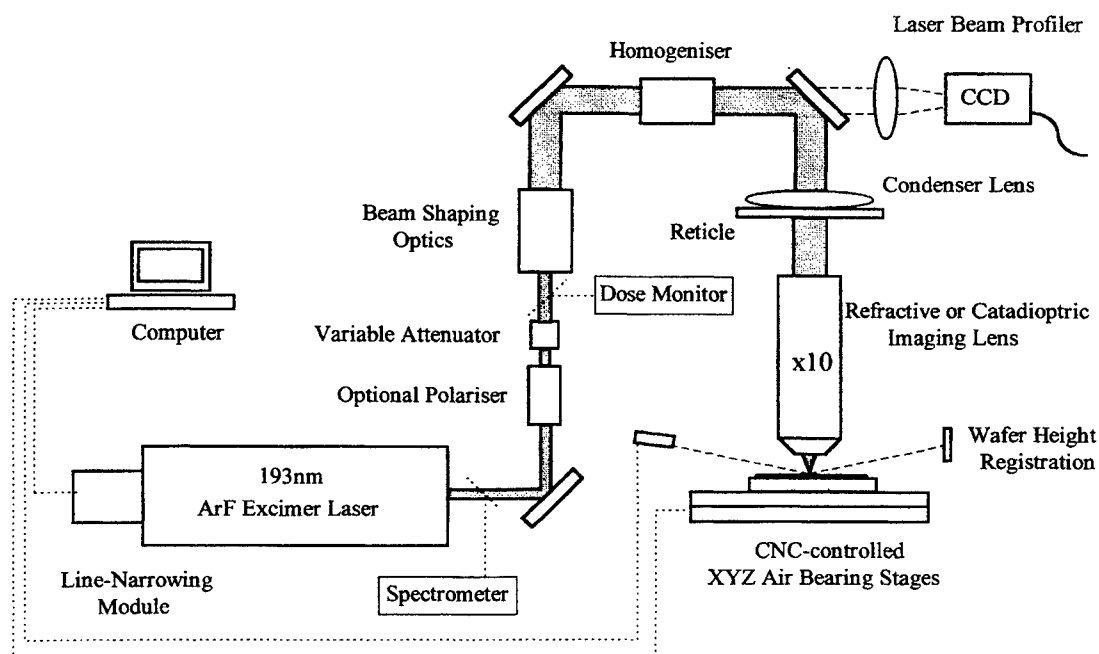 Laser Beam Profiler
Homogeniser
CCD
Condenser Lens
Beam Shaping
Optics
Reticle
Dose Monitor
Computer
Variable Attenuator
Refractive or Catadioptric
Imaging Lens
x10
Optional Polariser
Wafer Height
Registration
193nm
ArF Excimer Laser
CNC-controlled
XYZ Air Bearing Stages
Line-Narrowing
Module
Spectrometer